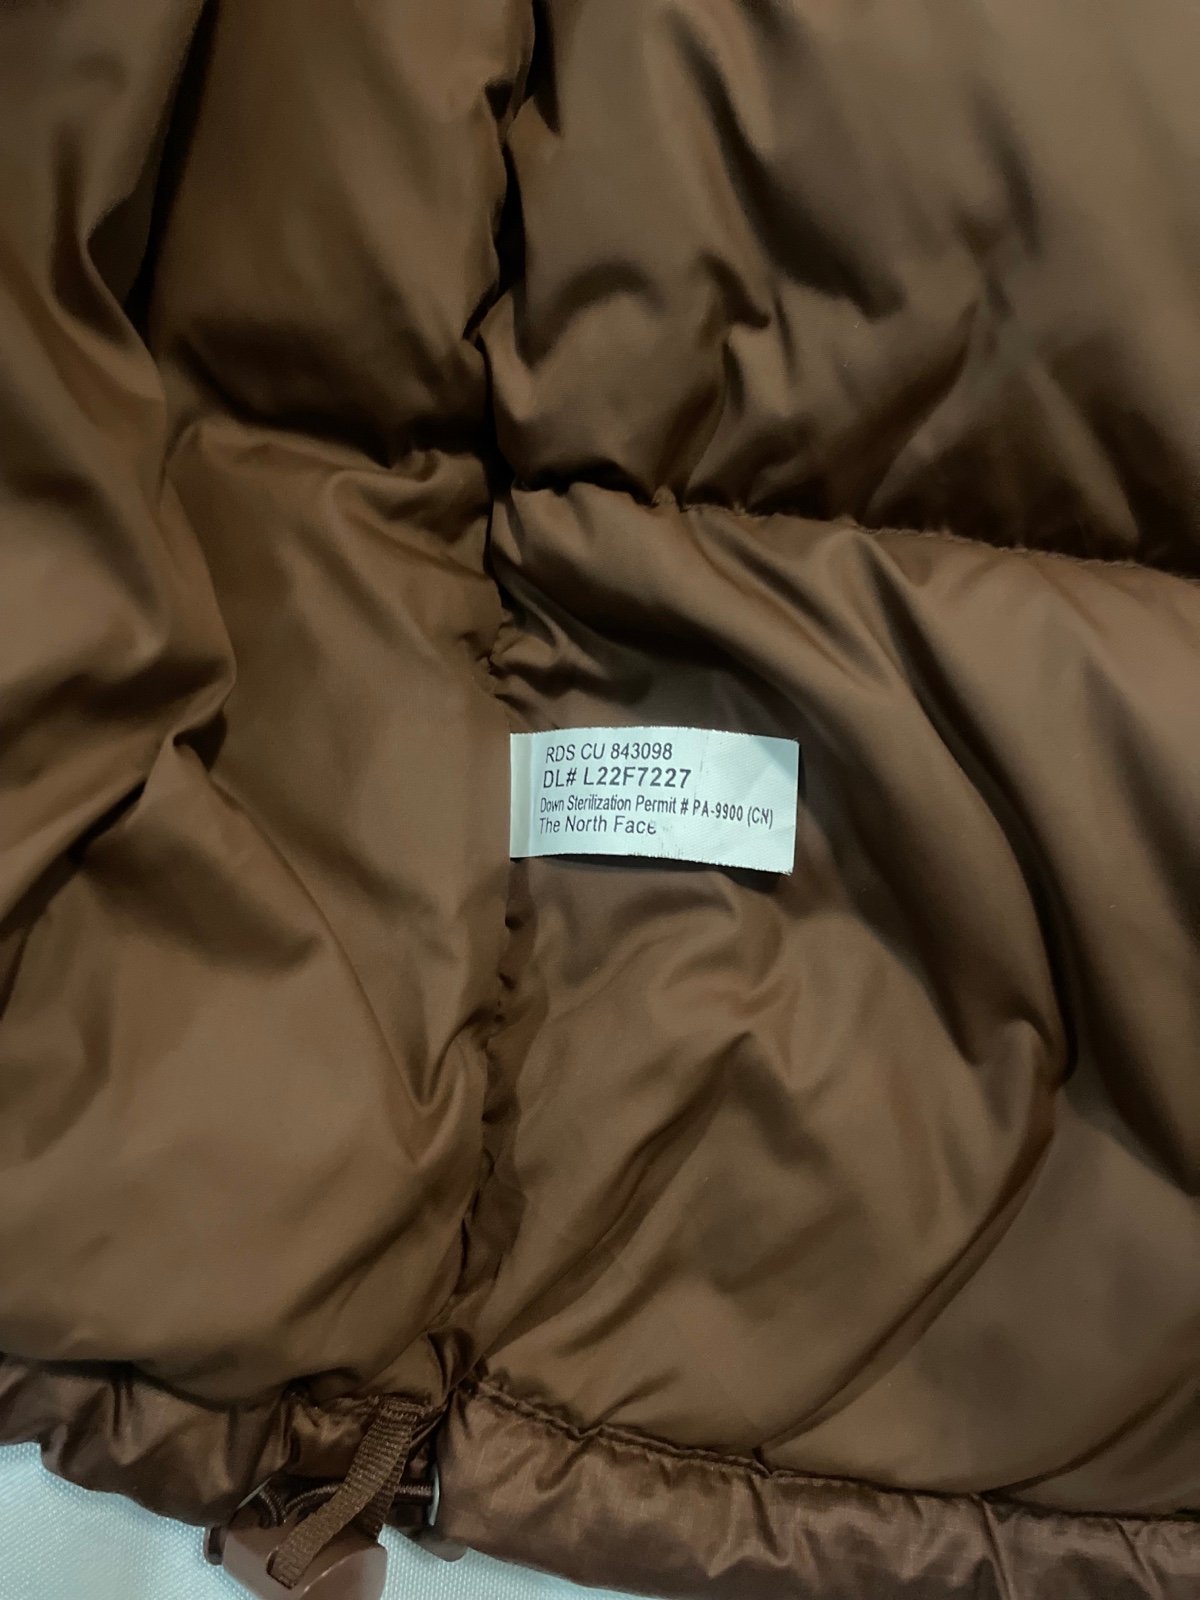 RDS CU 843098
DL# L22F7227
Down Sterilization Permit # PA-9900 (CN)
The North Face